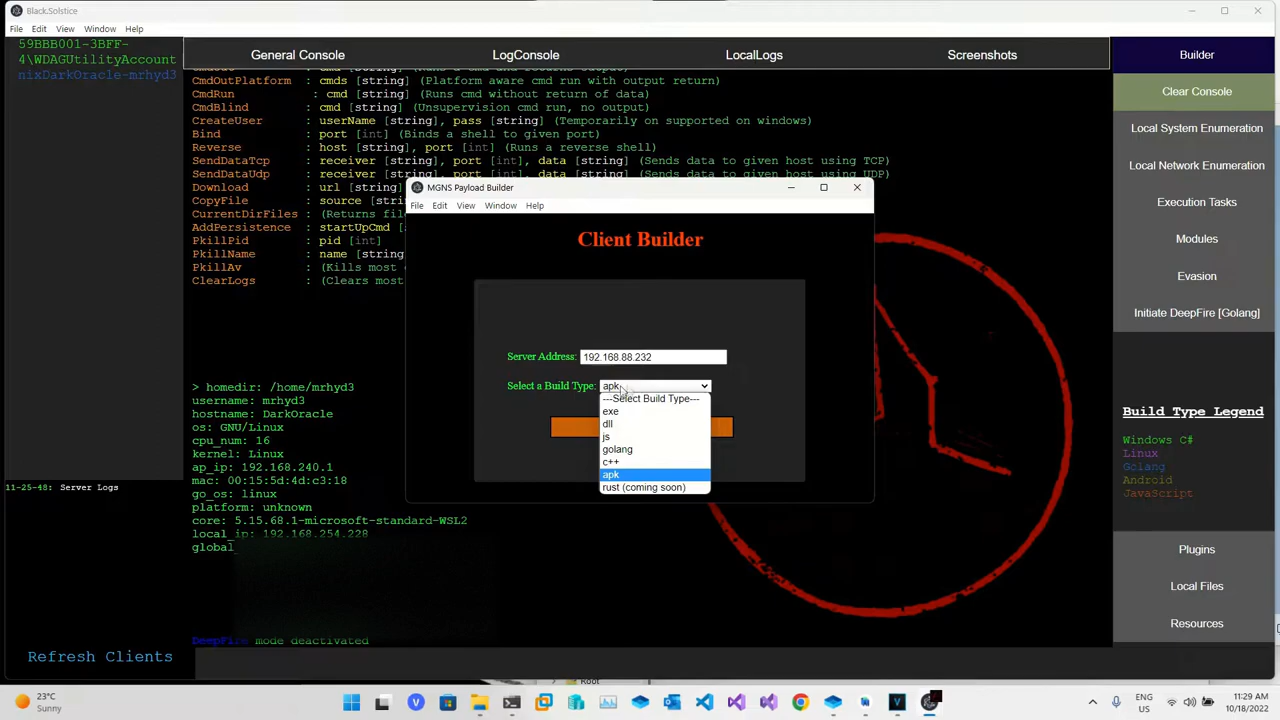 Black.Solstice
File Edit View Window Help
59BBB001-3BFF-
4\WDAGUtilityAccount
nixDarkOracle-mrhyd3
General Console
LogConsole
LocalLogs
Screenshots
CmdOutPlatform : cmds [string] (Platform aware cmd run with output return)
CmdRun : cmd [string] (Runs cmd without return of data)
CmdBlind : cmd [string] (Unsupervision cmd run, no output)
CreateUser : userName [string], pass [string] (Temporarily on supported on windows)
Bind : port [int] (Binds a shell to given port)
Reverse : host [string], port [int] (Runs a reverse shell)
SendDataTcp : receiver [string], port [int], data [string] (Sends data to given host using TCP)
SendDataUdp : receiver [string], port [int], data [string] (Sends data to given host using UDP)
Download : url [string]
CopyFile : source [str
CurrentDirFiles : (Returns fil
AddPersistence : startUpCmd [s
PkillPid : pid [int]
PkillName : name [string
PkillAv : (Kills most
ClearLogs : (Clears most
MGNS Payload Builder
File Edit View Window Help
Client Builder
Server Address: 192.168.88.232
Select a Build Type: apk
---Select Build Type---
exe
dll
js
golang
c++
apk
rust (coming soon)
> homedir: /home/mrhyd3
username: mrhyd3
hostname: DarkOracle
os: GNU/Linux
cpu_num: 16
kernel: Linux
ap_ip: 192.168.240.1
mac: 00:15:5d:4d:c3:18
go_os: linux
platform: unknown
core: 5.15.68.1-microsoft-standard-WSL2
local_ip: 192.168.254.228
global_
DeepFire mode deactivated
11-25-48: Server Logs
Refresh Clients
Builder
Clear Console
Local System Enumeration
Local Network Enumeration
Execution Tasks
Modules
Evasion
Initiate DeepFire [Golang]
Build Type Legend
Windows C#
Linux
Golang
Android
JavaScript
Plugins
Local Files
Resources
Root
23°C
Sunny
ENG
US
11:29 AM
10/18/2022